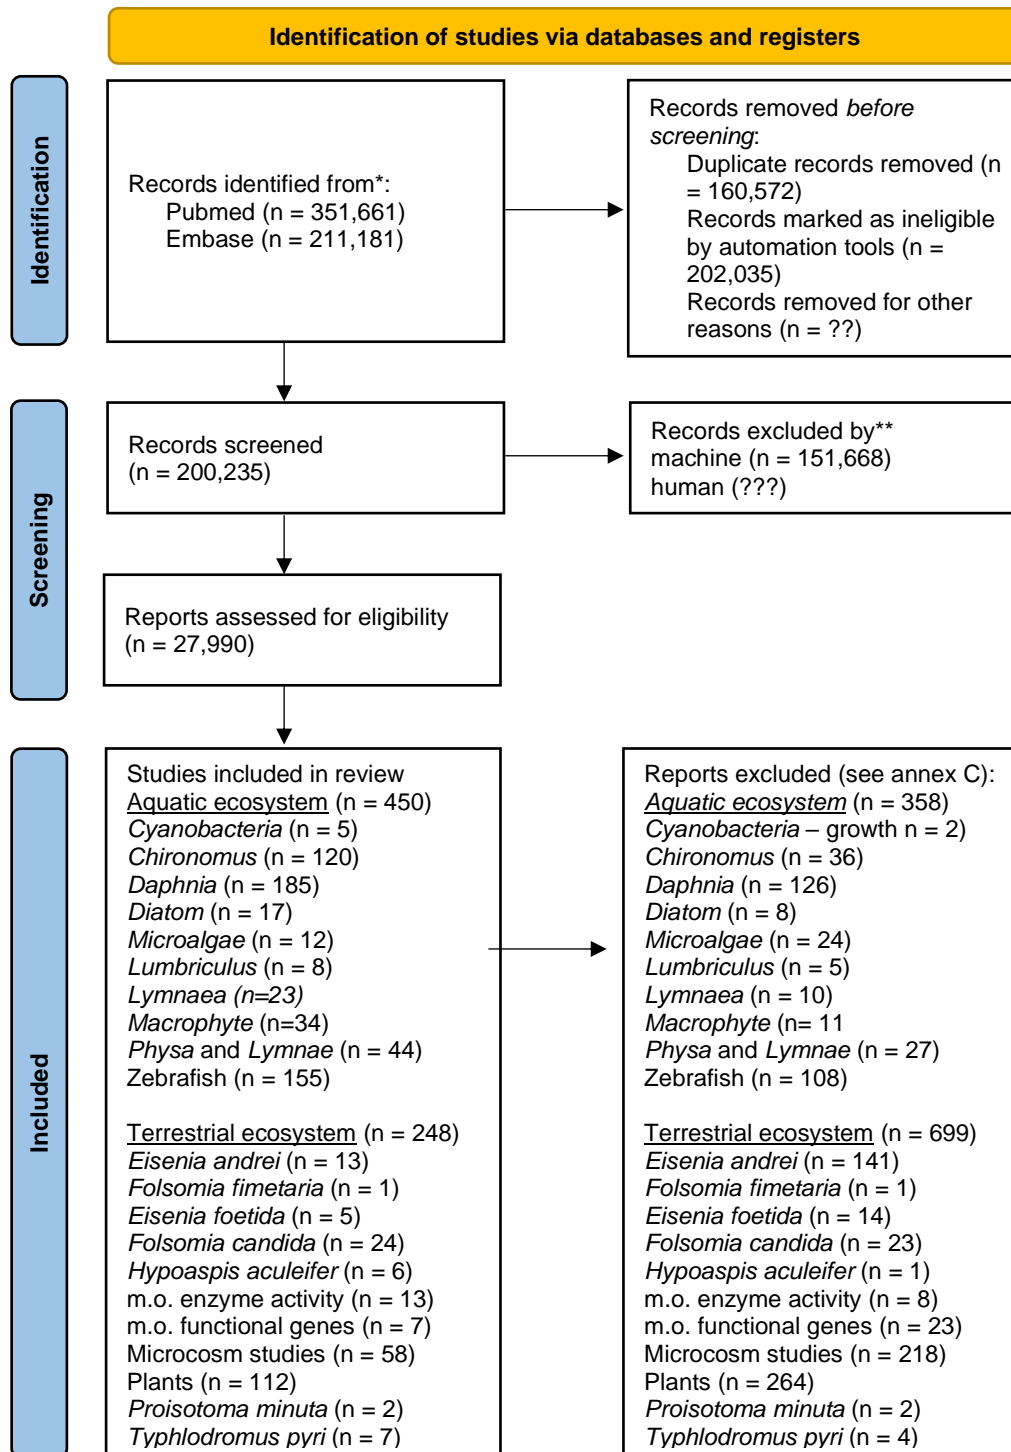 Identification of studies via databases and registers
Identification
Records identified from*:
Pubmed (n = 351,661)
Embase (n = 211,181)
Records removed before
screening:
Duplicate records removed (n
= 160,572)
Records marked as ineligible
by automation tools (n =
202,035)
Records removed for other
reasons (n = ??)
Screening
Records screened
(n = 200,235)
Records excluded by**
machine (n = 151,668)
human (???)
Reports assessed for eligibility
(n = 27,990)
Included
Studies included in review
Aquatic ecosystem (n = 450)
Cyanobacteria (n = 5)
Chironomus (n = 120)
Daphnia (n = 185)
Diatom (n = 17)
Microalgae (n = 12)
Lumbriculus (n = 8)
Lymnaea (n=23)
Macrophyte (n=34)
Physa and Lymnae (n = 44)
Zebrafish (n = 155)
Terrestrial ecosystem (n = 248)
Eisenia andrei (n = 13)
Folsomia fimetaria (n = 1)
Eisenia foetida (n = 5)
Folsomia candida (n = 24)
Hypoaspis aculeifer (n = 6)
m.o. enzyme activity (n = 13)
m.o. functional genes (n = 7)
Microcosm studies (n = 58)
Plants (n = 112)
Proisotoma minuta (n = 2)
Typhlodromus pyri (n = 7)
Reports excluded (see annex C):
Aquatic ecosystem (n = 358)
Cyanobacteria – growth n = 2)
Chironomus (n = 36)
Daphnia (n = 126)
Diatom (n = 8)
Microalgae (n = 24)
Lumbriculus (n = 5)
Lymnaea (n = 10)
Macrophyte (n= 11
Physa and Lymnae (n = 27)
Zebrafish (n = 108)
Terrestrial ecosystem (n = 699)
Eisenia andrei (n = 141)
Folsomia fimetaria (n = 1)
Eisenia foetida (n = 14)
Folsomia candida (n = 23)
Hypoaspis aculeifer (n = 1)
m.o. enzyme activity (n = 8)
m.o. functional genes (n = 23)
Microcosm studies (n = 218)
Plants (n = 264)
Proisotoma minuta (n = 2)
Typhlodromus pyri (n = 4)